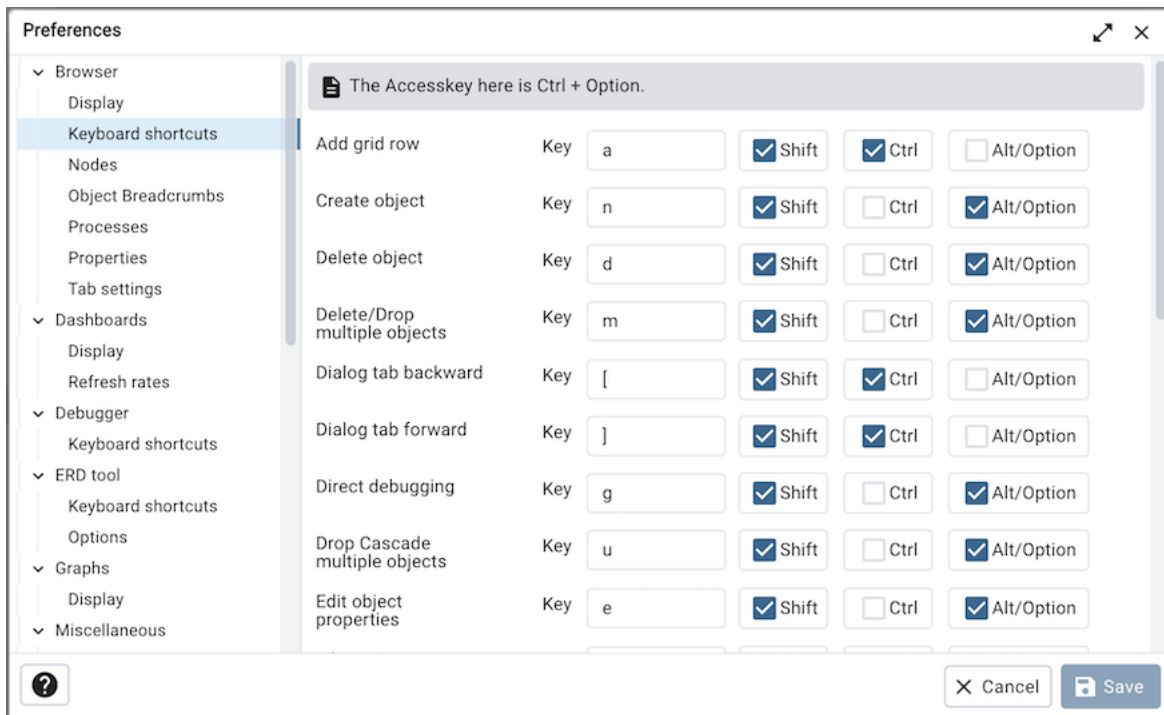 Preferences
Browser
Display
Keyboard shortcuts
Nodes
Object Breadcrumbs
Processes
Properties
Tab settings
Dashboards
Display
Refresh rates
Debugger
Keyboard shortcuts
ERD tool
Keyboard shortcuts
Options
Graphs
Display
Miscellaneous
The Accesskey here is Ctrl + Option.
Add grid row Key a Shift Ctrl Alt/Option
Create object Key n Shift Ctrl Alt/Option
Delete object Key d Shift Ctrl Alt/Option
Delete/Drop
multiple objects Key m Shift Ctrl Alt/Option
Dialog tab backward Key [ Shift Ctrl Alt/Option
Dialog tab forward Key ] Shift Ctrl Alt/Option
Direct debugging Key g Shift Ctrl Alt/Option
Drop Cascade
multiple objects Key u Shift Ctrl Alt/Option
Edit object
properties Key e Shift Ctrl Alt/Option
? Cancel Save